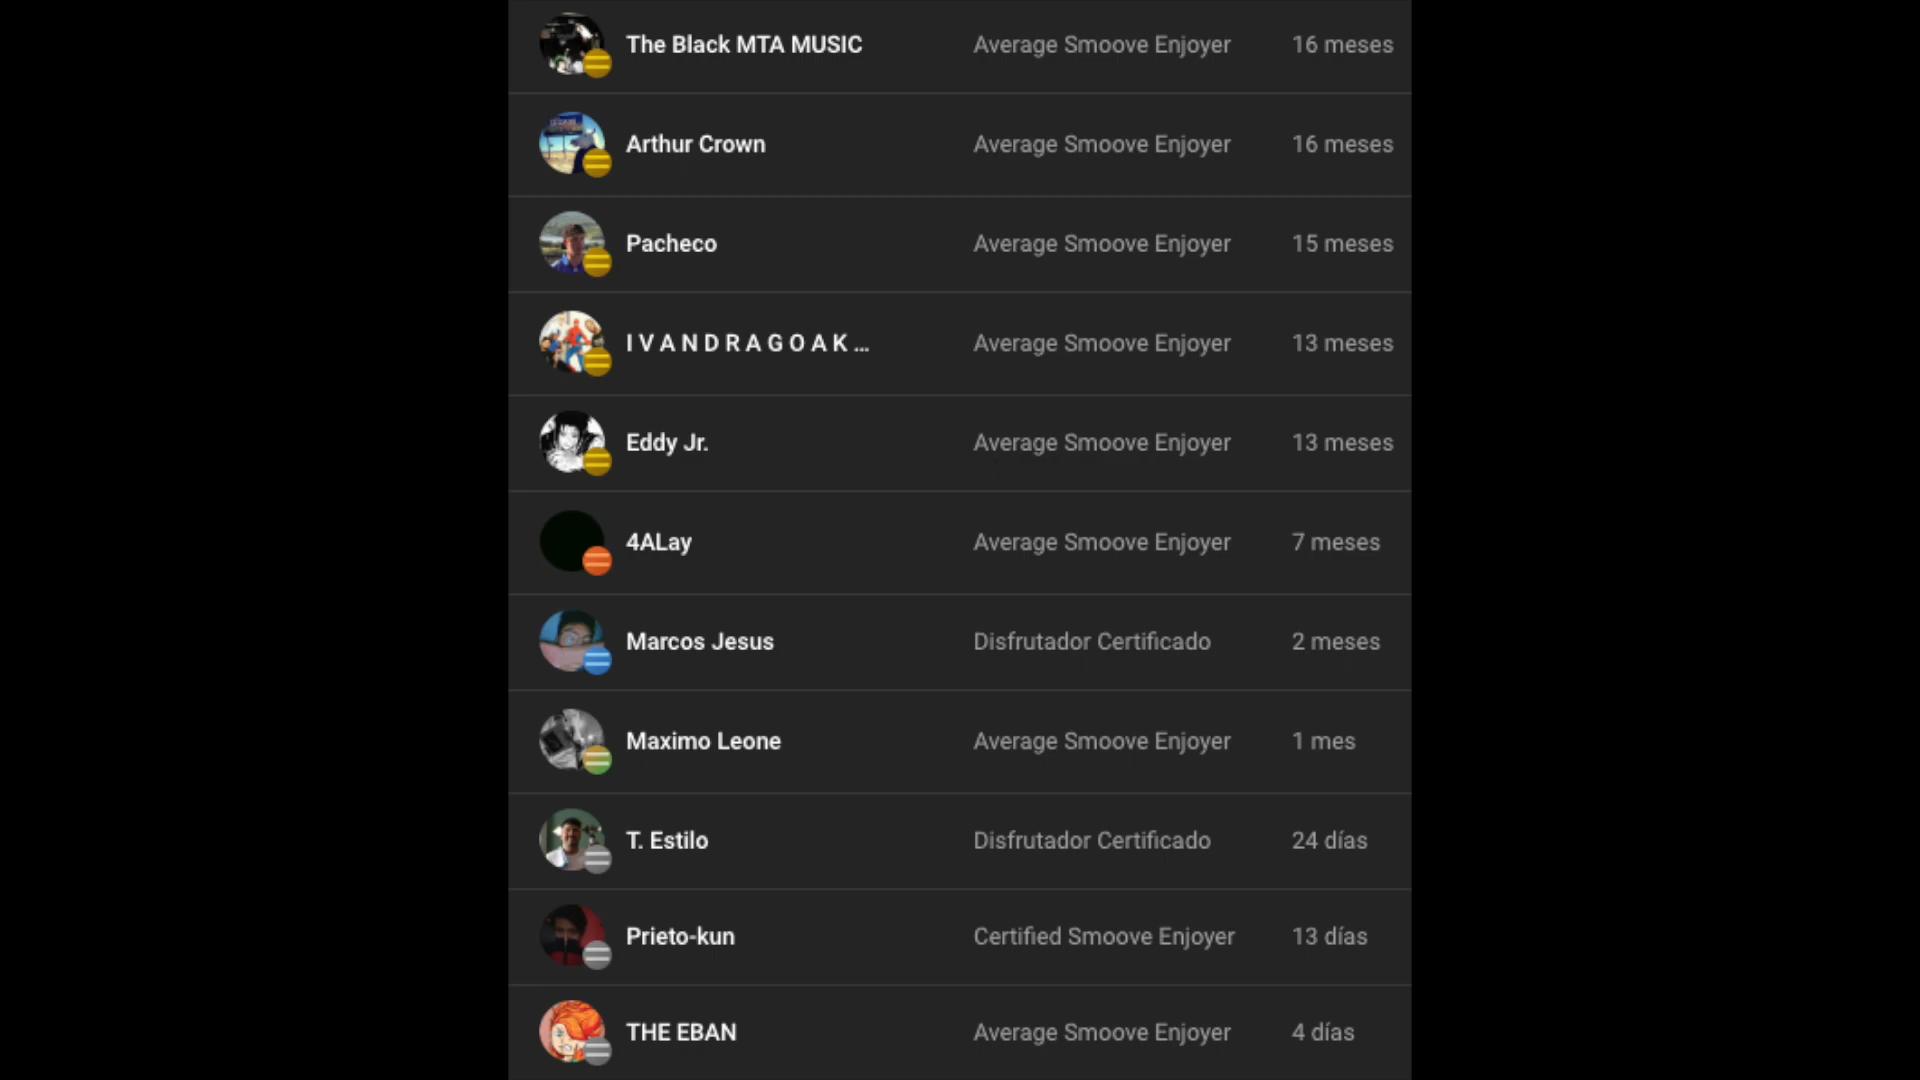 The Black MTA MUSIC Average Smoove Enjoyer 16 meses
Arthur Crown Average Smoove Enjoyer 16 meses
Pacheco Average Smoove Enjoyer 15 meses
I V A N D R A G O A K ... Average Smoove Enjoyer 13 meses
Eddy Jr. Average Smoove Enjoyer 13 meses
4ALay Average Smoove Enjoyer 7 meses
Marcos Jesus Disfrutador Certificado 2 meses
Maximo Leone Average Smoove Enjoyer 1 mes
T. Estilo Disfrutador Certificado 24 días
Prieto-kun Certified Smoove Enjoyer 13 días
THE EBAN Average Smoove Enjoyer 4 días